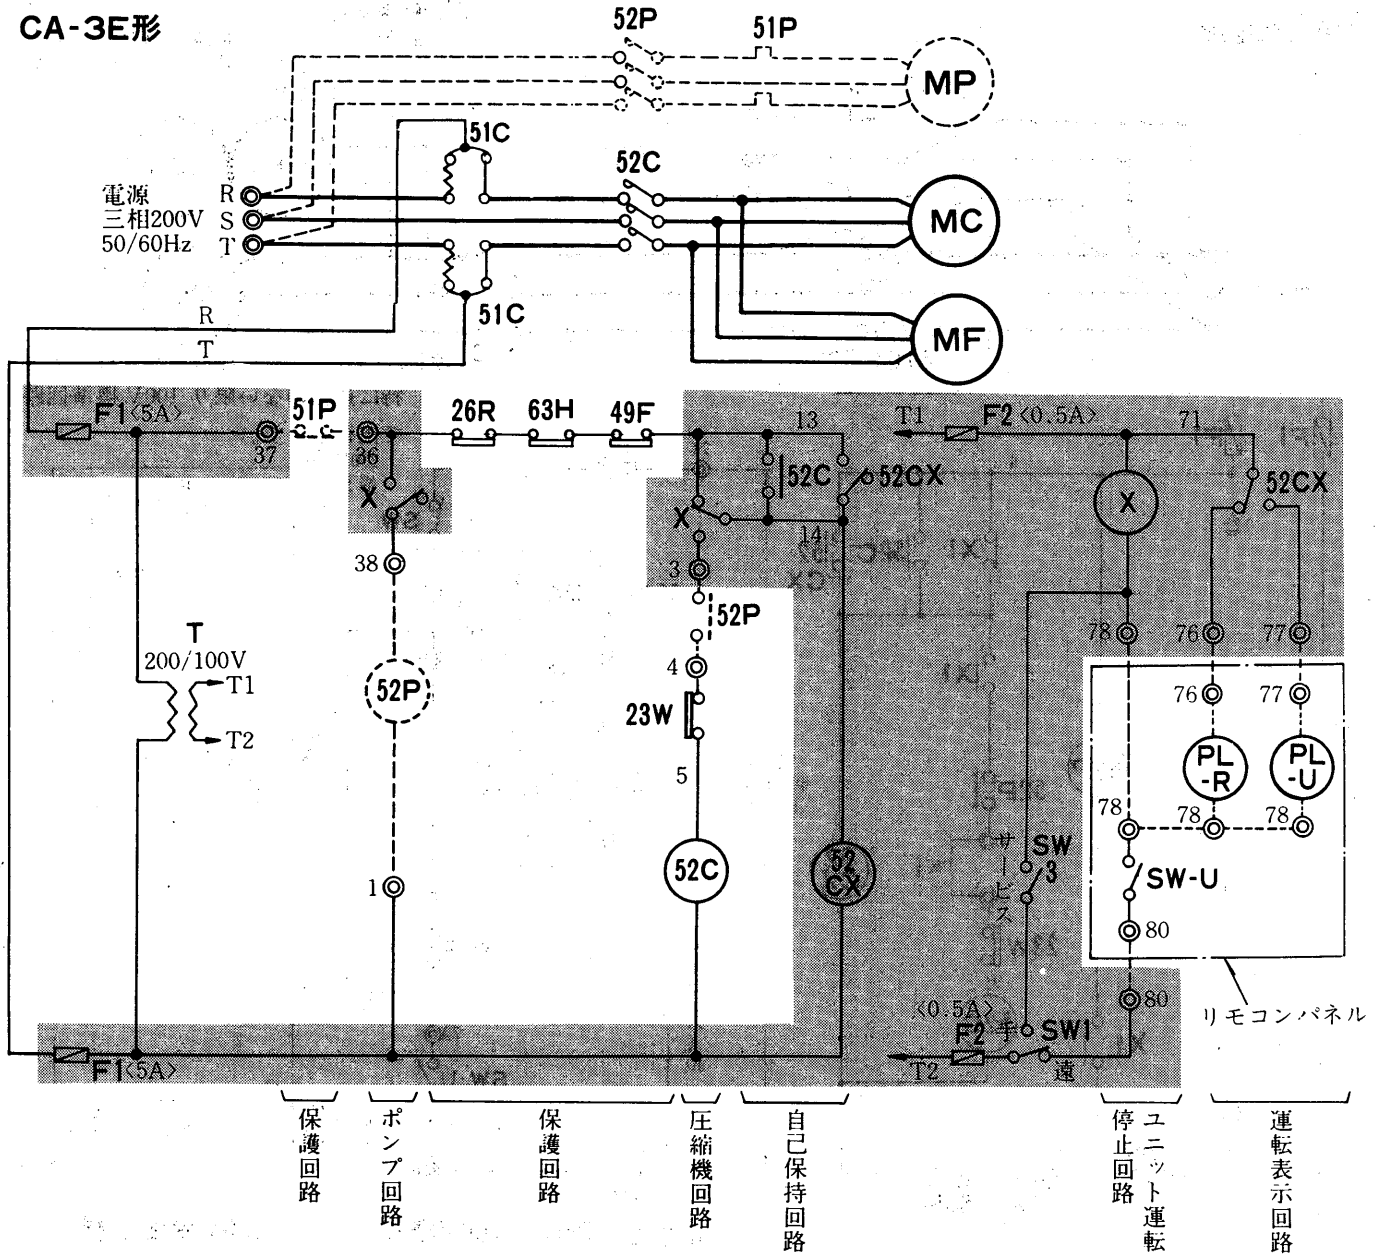 CA-3E形
52P
51P
MP
51C
52C
電源
三相200V
50/60Hz
R
S
T
MC
51C
MF
R
T
F1<5A>
51P
37
36
26R
63H
49F
13
T1
F2<0.5A>
71
X
52C
52CX
X
X
52CX
14
38
3
52P
78
76
77
T
200/100V
T1
T2
52P
4
23W
5
76
77
PL
-R
PL
-U
78
78
78
1
52C
52
CX
サービス
SW
3
SW-U
80
80
リモコンパネル
<0.5A>
F2
手
SW1
遠
T2
F1<5A>
保護回路
ポンプ回路
保護回路
圧縮機回路
自己保持回路
ユニット運転
停止回路
運転表示回路